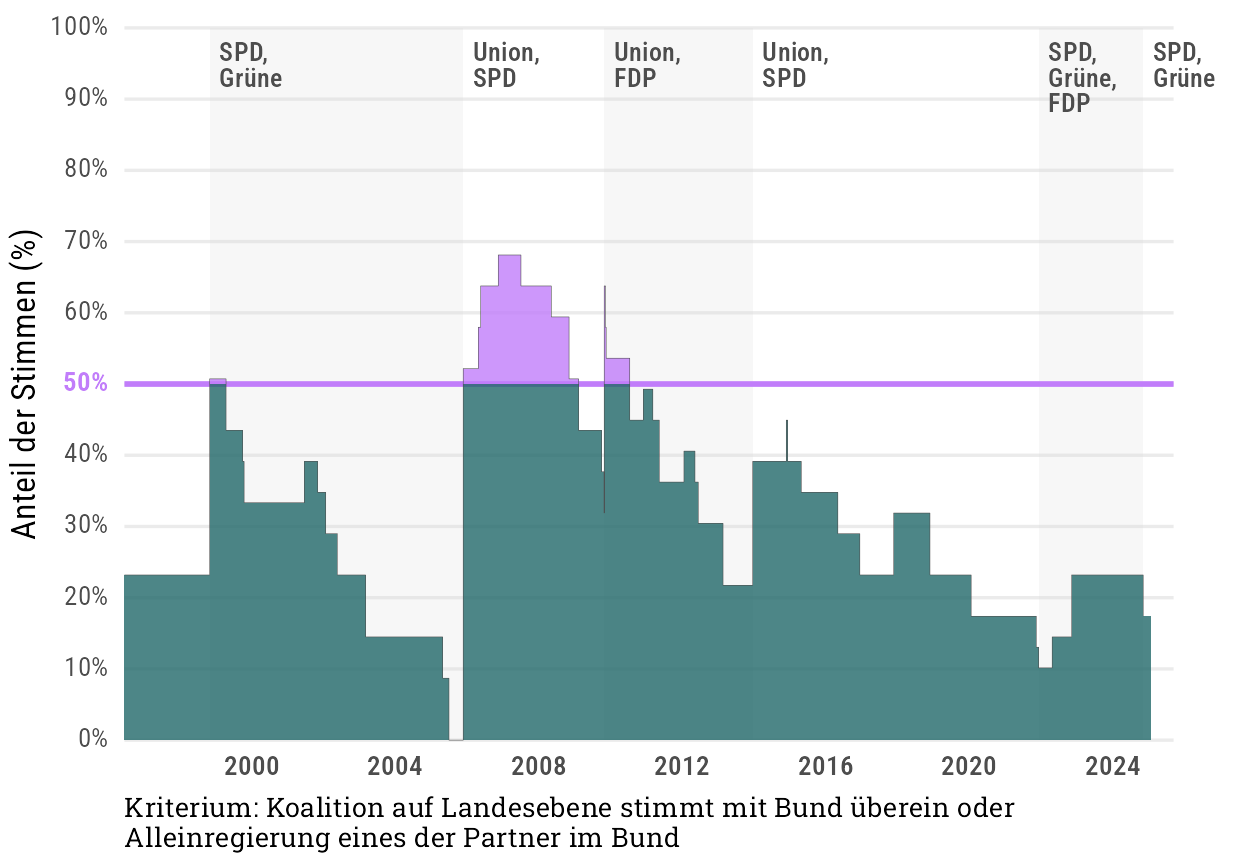 100%
90%
80%
70%
60%
50%
40%
30%
20%
10%
0%
Anteil der Stimmen (%)
SPD,
Grüne
Union,
SPD
Union,
FDP
Union,
SPD
SPD,
Grüne,
FDP
SPD,
Grüne
2000
2004
2008
2012
2016
2020
2024
Kriterium: Koalition auf Landesebene stimmt mit Bund überein oder
Alleinregierung eines der Partner im Bund